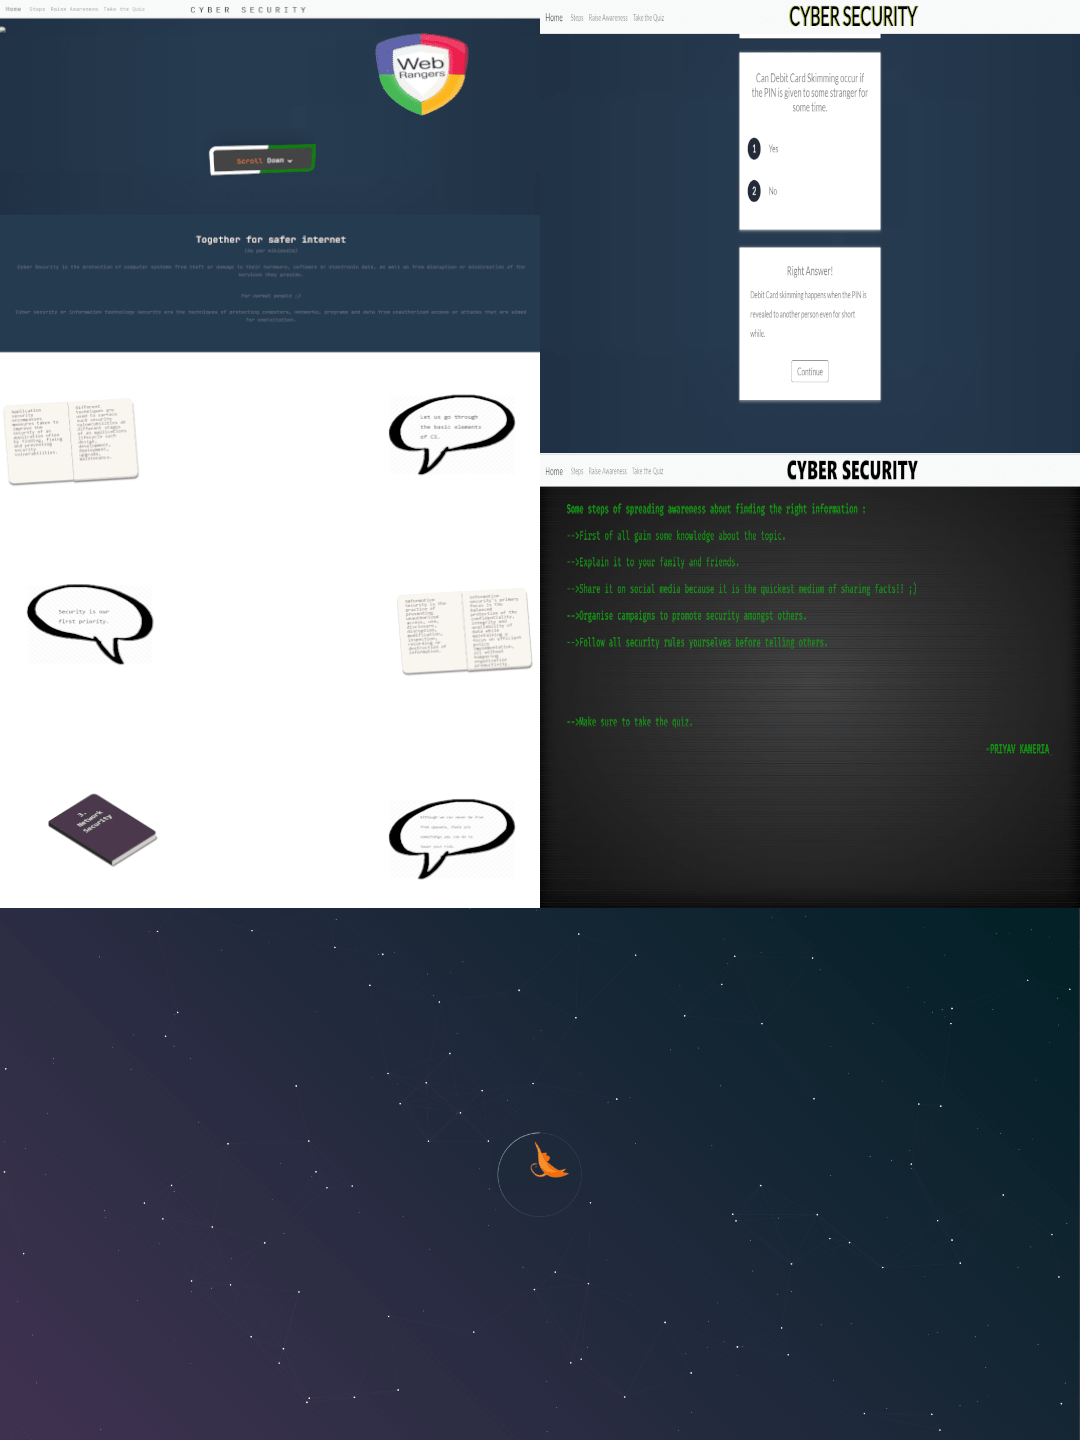 Home Steps Raise Awareness Take the Quiz
CYBER SECURITY
Web
Rangers
Scroll Down
Together for safer internet
(As per wikipedia)
Cyber Security is the protection of computer systems from theft or damage to their hardware, software or electronic data, as well as from disruption or misdirection of the
services they provide.
For normal people ;)
Cyber security or information technology security are the techniques of protecting computers, networks, programs and data from unauthorized access or attacks that are aimed
for exploitation.
Application
security
encompasses
measures taken to
improve the
security of an
application often
by finding, fixing
and preventing
security
vulnerabilities.
Different
techniques are
used to surface
such security
vulnerabilities at
different stages
of an applications
lifecycle such
design,
development,
deployment,
upgrade,
maintenance.
Let us go through
the basic elements
of CS.
Security is our
first priority.
Information
security is the
practice of
preventing
unauthorized
access, use,
disclosure,
disruption,
modification,
inspection,
recording or
destruction of
information.
Information
security's primary
focus is the
balanced
protection of the
confidentiality,
integrity and
availability of
data while
maintaining a
focus on efficient
policy
implementation,
all without
hampering
organization
productivity.
3.
Network
Security
Although we can never be free
from
there are
somethings you can do to
lower your risk.
Home Steps Raise Awareness Take the Quiz
CYBER SECURITY
Can Debit Card Skimming occur if
the PIN is given to some stranger for
some time.
1 Yes
2 No
Right Answer!
Debit Card skimming happens when the PIN is
revealed to another person even for short
while.
Continue
Home Steps Raise Awareness Take the Quiz
CYBER SECURITY
Some steps of spreading awareness about finding the right information :
-->First of all gain some knowledge about the topic.
-->Explain it to your family and friends.
-->Share it on social media because it is the quickest medium of sharing facts!! ;)
-->Organise campaigns to promote security amongst others.
-->Follow all security rules yourselves before telling others.
-->Make sure to take the quiz.
-PRIYAV KANERIA_